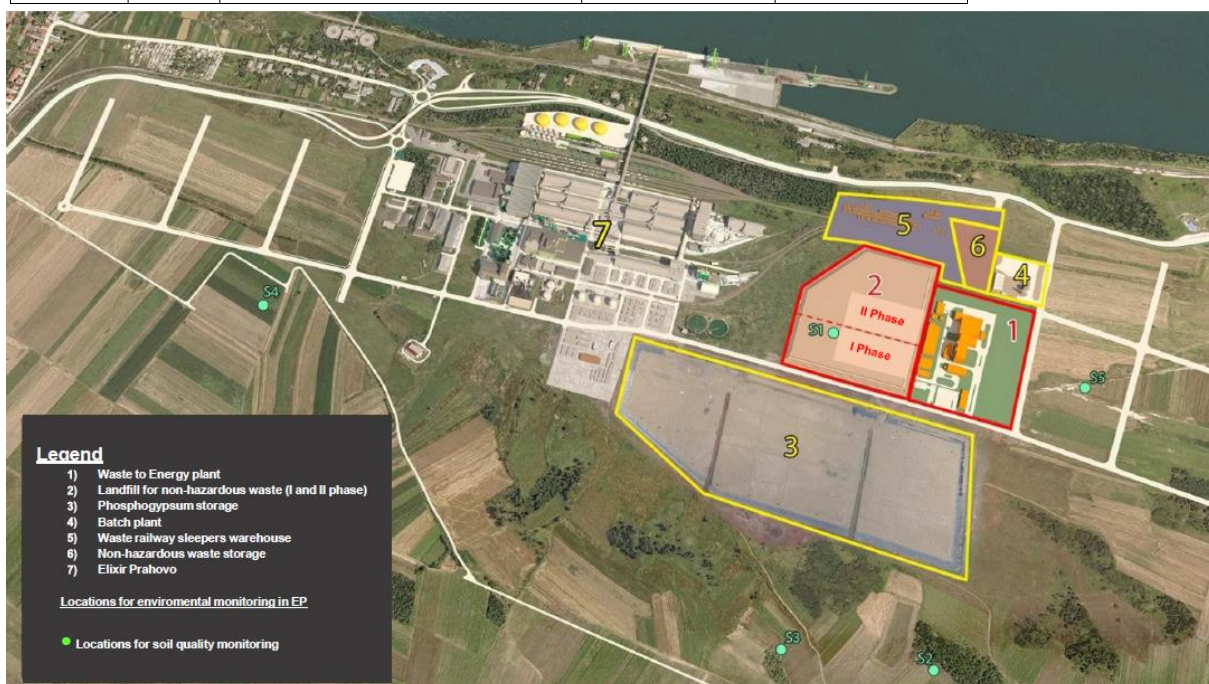 5
7
6
4
2
II Phase
1
S4
S1
I Phase
S5
3
Legend
1) Waste to Energy plant
2) Landfill for non-hazardous waste (I and II phase)
3) Phosphogypsum storage
4) Batch plant
5) Waste railway sleepers warehouse
6) Non-hazardous waste storage
7) Elixir Prahovo
Locations for enviromental monitoring in EP
Locations for soil quality monitoring
S3
S2